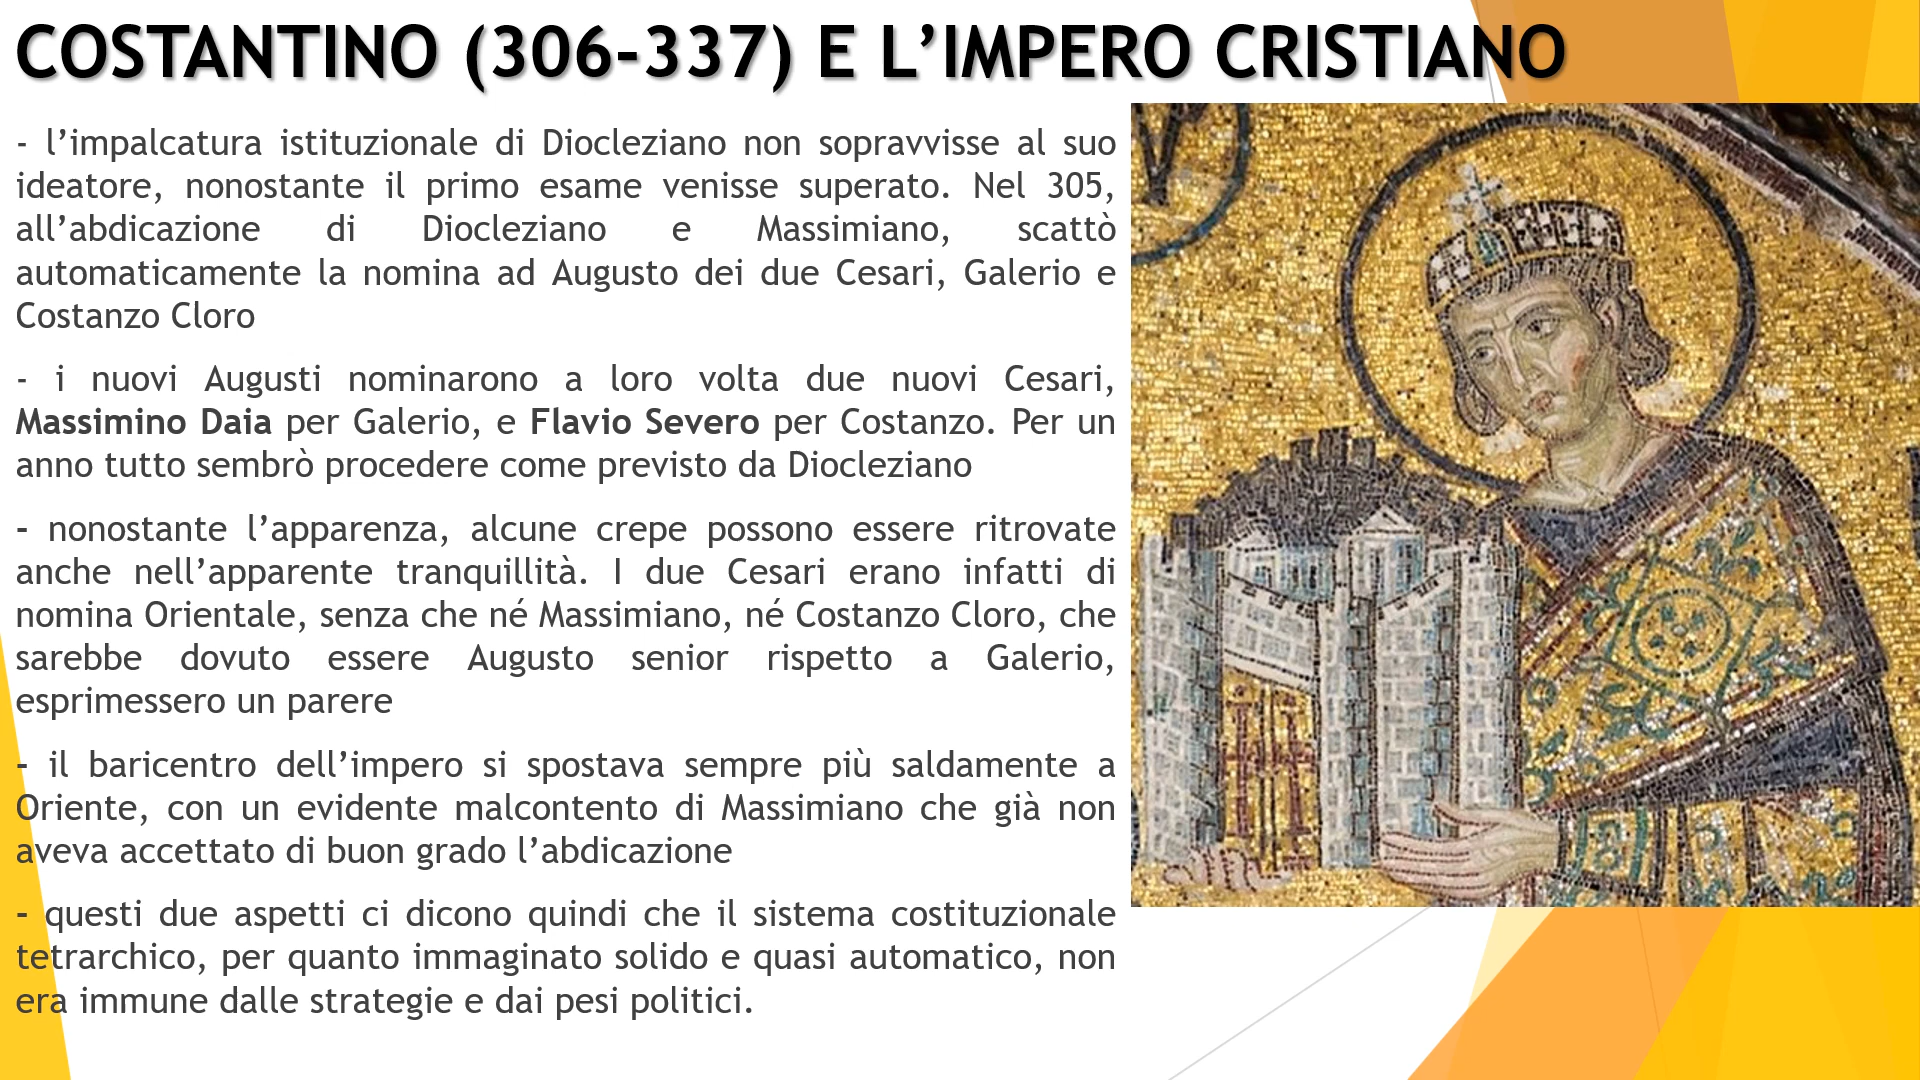 COSTANTINO (306-337) E L’IMPERO CRISTIANO
- l’impalcatura istituzionale di Diocleziano non sopravvisse al suo
ideatore, nonostante il primo esame venisse superato. Nel 305,
all’abdicazione di Diocleziano e Massimiano, scattò
automaticamente la nomina ad Augusto dei due Cesari, Galerio e
Costanzo Cloro
- i nuovi Augusti nominarono a loro volta due nuovi Cesari,
Massimino Daia per Galerio, e Flavio Severo per Costanzo. Per un
anno tutto sembrò procedere come previsto da Diocleziano
- nonostante l’apparenza, alcune crepe possono essere ritrovate
anche nell’apparente tranquillità. I due Cesari erano infatti di
nomina Orientale, senza che né Massimiano, né Costanzo Cloro, che
sarebbe dovuto essere Augusto senior rispetto a Galerio,
esprimessero un parere
- il baricentro dell’impero si spostava sempre più saldamente a
Oriente, con un evidente malcontento di Massimiano che già non
aveva accettato di buon grado l’abdicazione
- questi due aspetti ci dicono quindi che il sistema costituzionale
tetrarchico, per quanto immaginato solido e quasi automatico, non
era immune dalle strategie e dai pesi politici.